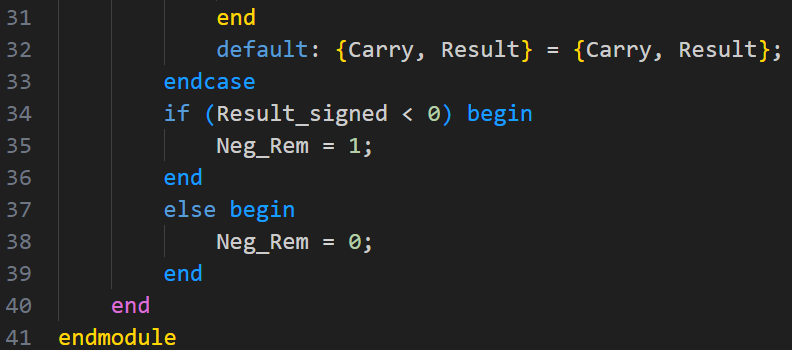 31 end
32 default: {Carry, Result} = {Carry, Result};
33 endcase
34 if (Result_signed < 0) begin
35 Neg_Rem = 1;
36 end
37 else begin
38 Neg_Rem = 0;
39 end
40 end
41 endmodule